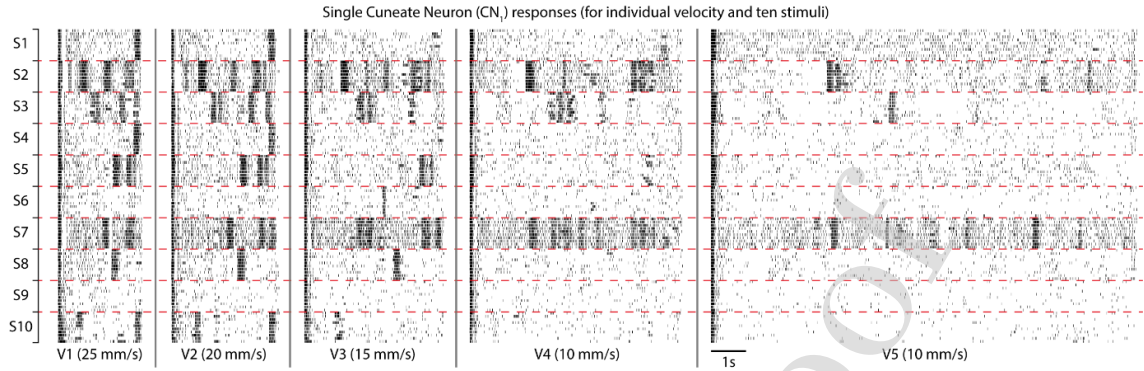 Single Cuneate Neuron (CN₁) responses (for individual velocity and ten stimuli)
S1
S2
S3
S4
S5
S6
S7
S8
S9
S10
V1 (25 mm/s)
V2 (20 mm/s)
V3 (15 mm/s)
V4 (10 mm/s)
V5 (10 mm/s)
1s